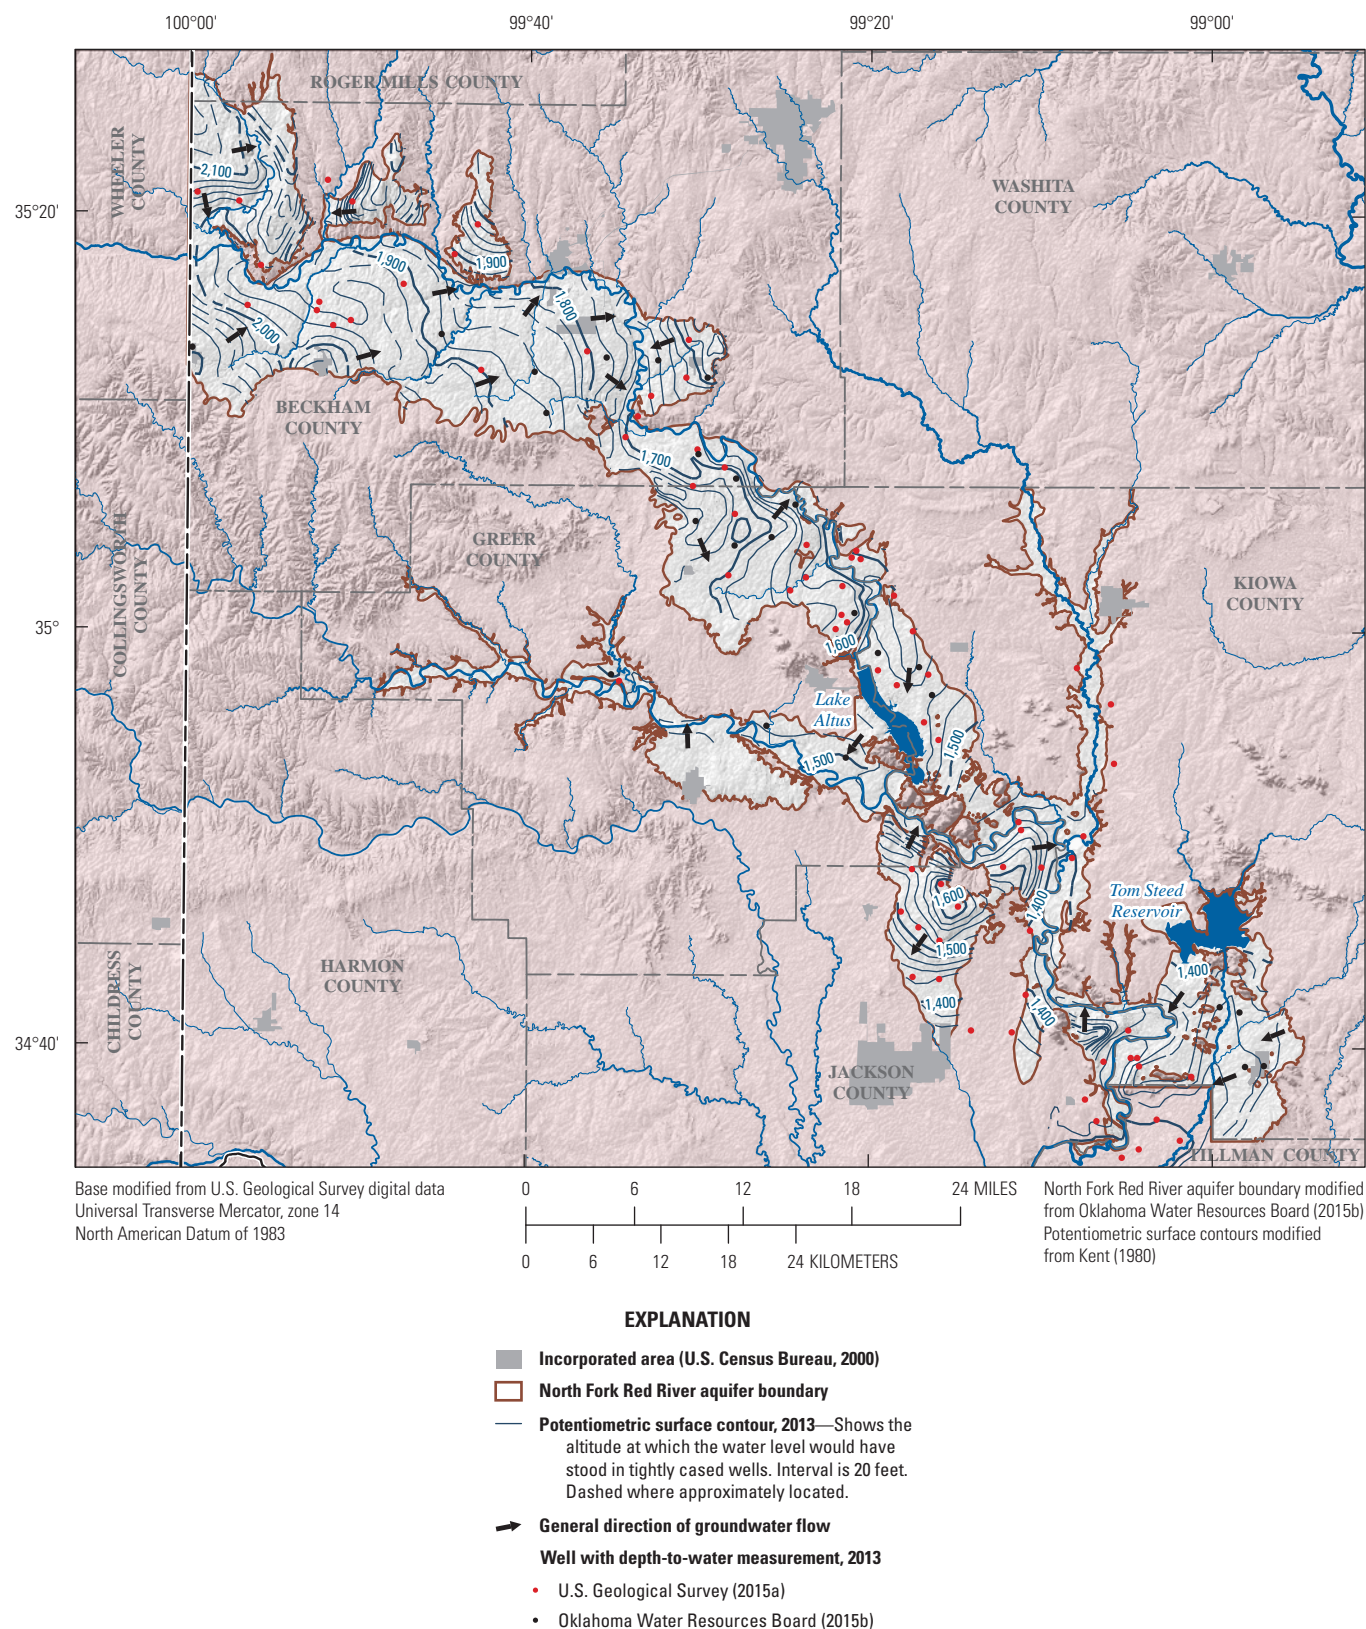 100°00'
99°40'
99°20'
99°00'
ROGER MILLS COUNTY
WHEELER
COUNTY
WASHITA
COUNTY
2,100
35°20'
1,900
1,900
1,800
2,000
BECKHAM
COUNTY
1,700
COLLINGSWORTH
COUNTY
GREER
COUNTY
KIOWA
COUNTY
35°
1,600
Lake
Altus
1,500
1,500
1,600
1,400
Tom Steed
Reservoir
1,500
1,400
HARMON
COUNTY
CHILDRESS
COUNTY
1,400
1,400
34°40'
JACKSON
COUNTY
TILLMAN COUNTY
Base modified from U.S. Geological Survey digital data
Universal Transverse Mercator, zone 14
North American Datum of 1983
0 6 12 18 24 MILES
0 6 12 18 24 KILOMETERS
North Fork Red River aquifer boundary modified
from Oklahoma Water Resources Board (2015b)
Potentiometric surface contours modified
from Kent (1980)
EXPLANATION
Incorporated area (U.S. Census Bureau, 2000)
North Fork Red River aquifer boundary
Potentiometric surface contour, 2013—Shows the
altitude at which the water level would have
stood in tightly cased wells. Interval is 20 feet.
Dashed where approximately located.
General direction of groundwater flow
Well with depth-to-water measurement, 2013
U.S. Geological Survey (2015a)
Oklahoma Water Resources Board (2015b)